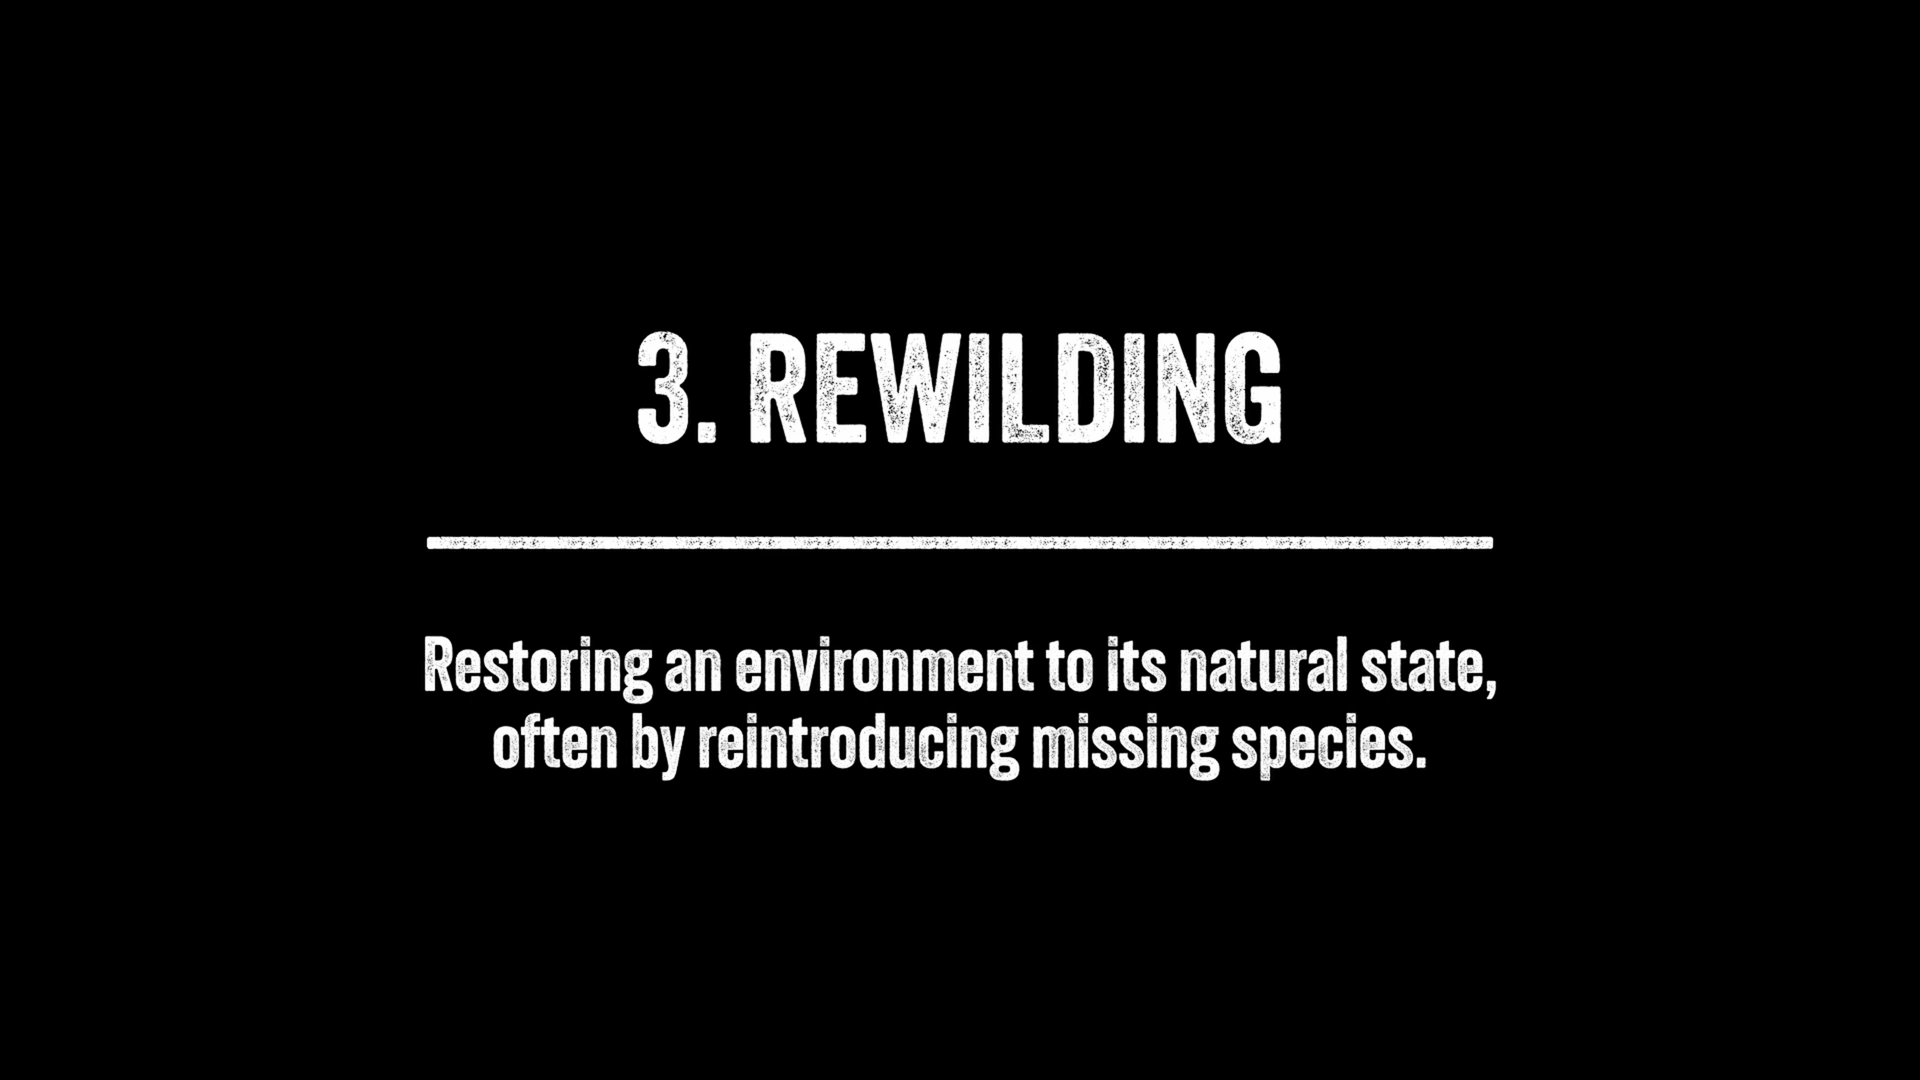 3. REWILDING
Restoring an environment to its natural state,
often by reintroducing missing species.